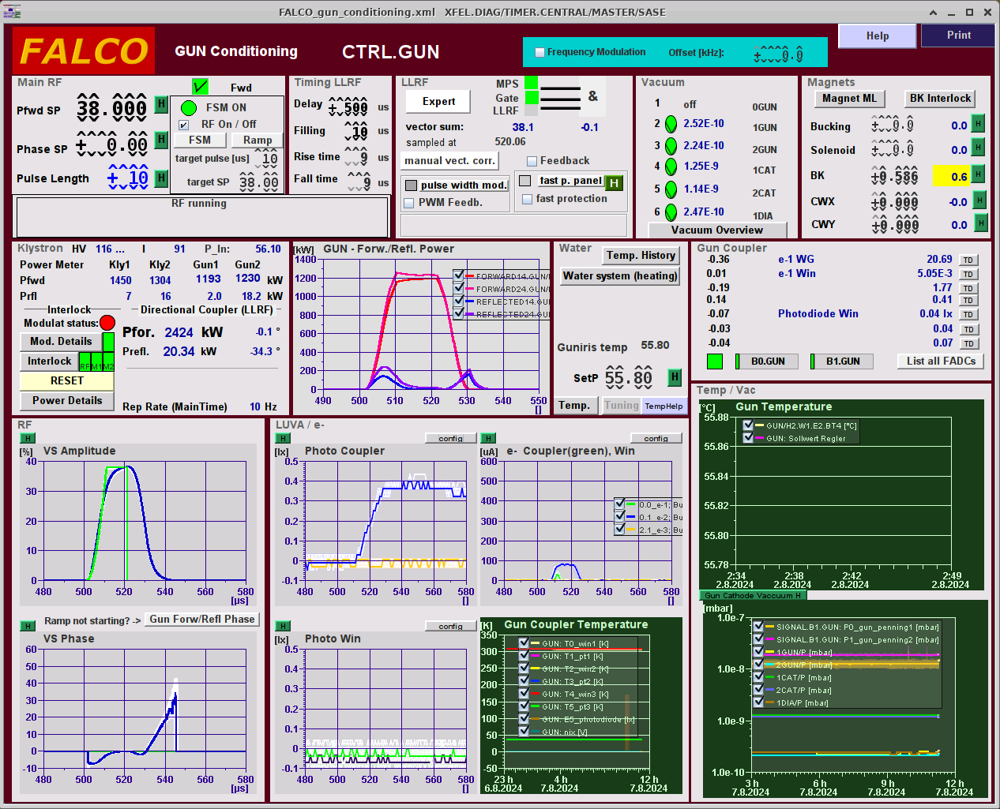 FALCO_gun_conditioning.xml   XFEL.DIAG/TIMER.CENTRAL/MASTER/SASE
FALCO
GUN Conditioning
CTRL.GUN
Frequency Modulation
Offset [kHz]:
+ 0.0
Help
Print
Main RF
Fwd
Pfwd SP
38.000
H
FSM ON
RF On / Off
FSM
Ramp
Phase SP
+ 0.00
H
target pulse [us]
10
Pulse Length
+ 10
H
target SP
38.00
RF running
Timing LLRF
Delay
+ 500
us
Filling
10
us
Rise time
9
us
Fall time
9
us
LLRF
Expert
MPS
Gate
LLRF
&
vector sum:
38.1
-0.1
sampled at
520.06
manual vect. corr.
Feedback
pulse width mod.
PWM Feedb.
fast p. panel
H
fast protection
Vacuum
1
off
0GUN
2
2.52E-10
1GUN
3
2.24E-10
2GUN
4
1.25E-9
1CAT
5
1.14E-9
2CAT
6
2.47E-10
1DIA
Vacuum Overview
Magnets
Magnet ML
BK Interlock
Bucking
+ 0.0
0.0
H
Solenoid
+ 0.0
0.0
H
BK
+0.586
0.6
H
CWX
+0.000
-0.0
H
CWY
+0.000
0.0
H
Klystron
HV
116 ...
I
91
P_In:
56.10
Power Meter
Kly1
Kly2
Gun1
Gun2
Pfwd
1450
1304
1193
1230
kW
Prfl
7
16
2.0
18.2
kW
Interlock
Directional Coupler (LLRF)
Modulat status:
Mod. Details
Interlock
RF
M1
M2
RESET
Power Details
Pfor.
2424
kW
-0.1 °
Prefl.
20.34
kW
-34.3 °
Rep Rate (MainTime)
10
Hz
[kW]
GUN - Forw./Refl. Power
1400
1200
1000
800
600
400
200
0
490
500
510
520
530
540
550
[]
FORWARD14.GUN/
FORWARD24.GUN/
REFLECTED14.GU
REFLECTED24.GU
Water
Temp. History
Water system (heating)
Guniris temp
55.80
SetP
55.80
H
Temp.
Tuning
TempHelp
Gun Coupler
-0.36
e-1 WG
20.69
TD
0.01
e-1 Win
5.05E-3
TD
-0.19
1.77
TD
0.14
0.41
TD
-0.07
Photodiode Win
0.04 lx
TD
-0.03
0.04
TD
-0.04
0.07
TD
B0.GUN
B1.GUN
List all FADCs
RF
H
[%]
VS Amplitude
40
30
20
10
0
480
500
520
540
560
580
[µs]
Ramp not starting? ->
Gun Forw/Refl Phase
H
VS Phase
60
50
40
30
20
10
0
-10
480
500
520
540
560
580
[µs]
LUVA / e-
H
config
[lx]
Photo Coupler
0.5
0.4
0.3
0.2
0.1
0
-0.1
480
500
520
540
560
580
[]
H
config
[uA]
e-  Coupler(green), Win
600
500
400
300
200
100
0
480
500
520
540
560
580
[]
0.0_e-1; Bu
0.1_e-2; Bu
2.1_e-3; Bu
H
config
[lx]
Photo Win
0.5
0.4
0.3
0.2
0.1
0
-0.1
480
500
520
540
560
580
[]
[K]
Gun Coupler Temperature
350
300
250
200
150
100
50
0
-50
GUN: T0_win1 [K]
GUN: T1_pt1 [K]
GUN: T2_win2 [K]
GUN: T3_pt2 [K]
GUN: T4_win3 [K]
GUN: T5_pt3 [K]
GUN: E5_photodiode [lx]
GUN: nix [V]
23 h
4 h
12 h
6.8.2024
7.8.2024
7.8.2024
Temp / Vac
[°C]
Gun Temperature
55.88
55.86
55.84
55.82
55.80
55.78
GUN/H2.W1.E2.BT4 [°C]
GUN: Sollwert Regler
2:34
2:38
2:42
2:49
2.8.2024
2.8.2024
2.8.2024
2.8.2024
Gun Cathode Vaccuum H
[mbar]
1.0e-7
1.0e-8
1.0e-9
1.0e-10
SIGNAL.B1.GUN: P0_gun_penning1 [mbar]
SIGNAL.B1.GUN: P1_gun_penning2 [mbar]
1GUN/P [mbar]
2GUN/P [mbar]
1CAT/P [mbar]
2CAT/P [mbar]
1DIA/P [mbar]
3 h
6 h
9 h
12 h
7.8.2024
7.8.2024
7.8.2024
7.8.2024